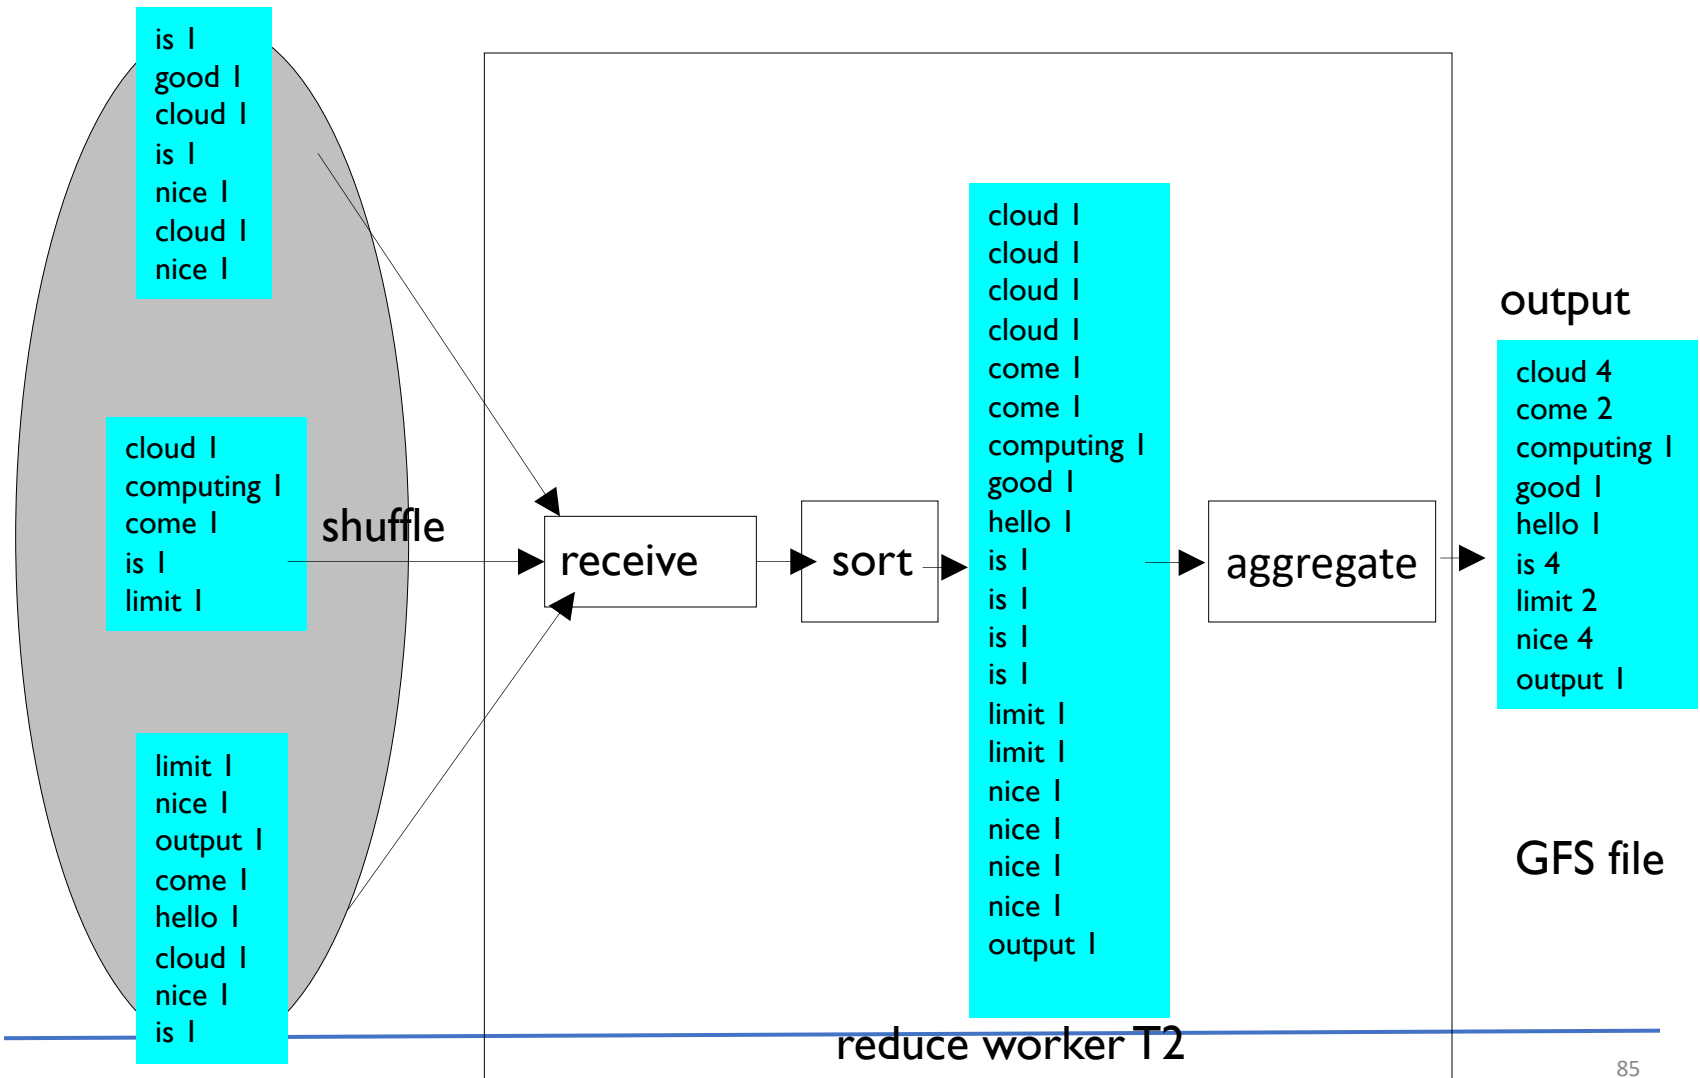 is 1
good 1
cloud 1
is 1
nice 1
cloud 1
nice 1
cloud 1
computing 1
come 1
is 1
limit 1
limit 1
nice 1
output 1
come 1
hello 1
cloud 1
nice 1
is 1
shuffle
receive
sort
cloud 1
cloud 1
cloud 1
cloud 1
come 1
come 1
computing 1
good 1
hello 1
is 1
is 1
is 1
is 1
limit 1
limit 1
nice 1
nice 1
nice 1
nice 1
output 1
aggregate
reduce worker T2
output
cloud 4
come 2
computing 1
good 1
hello 1
is 4
limit 2
nice 4
output 1
GFS file
85